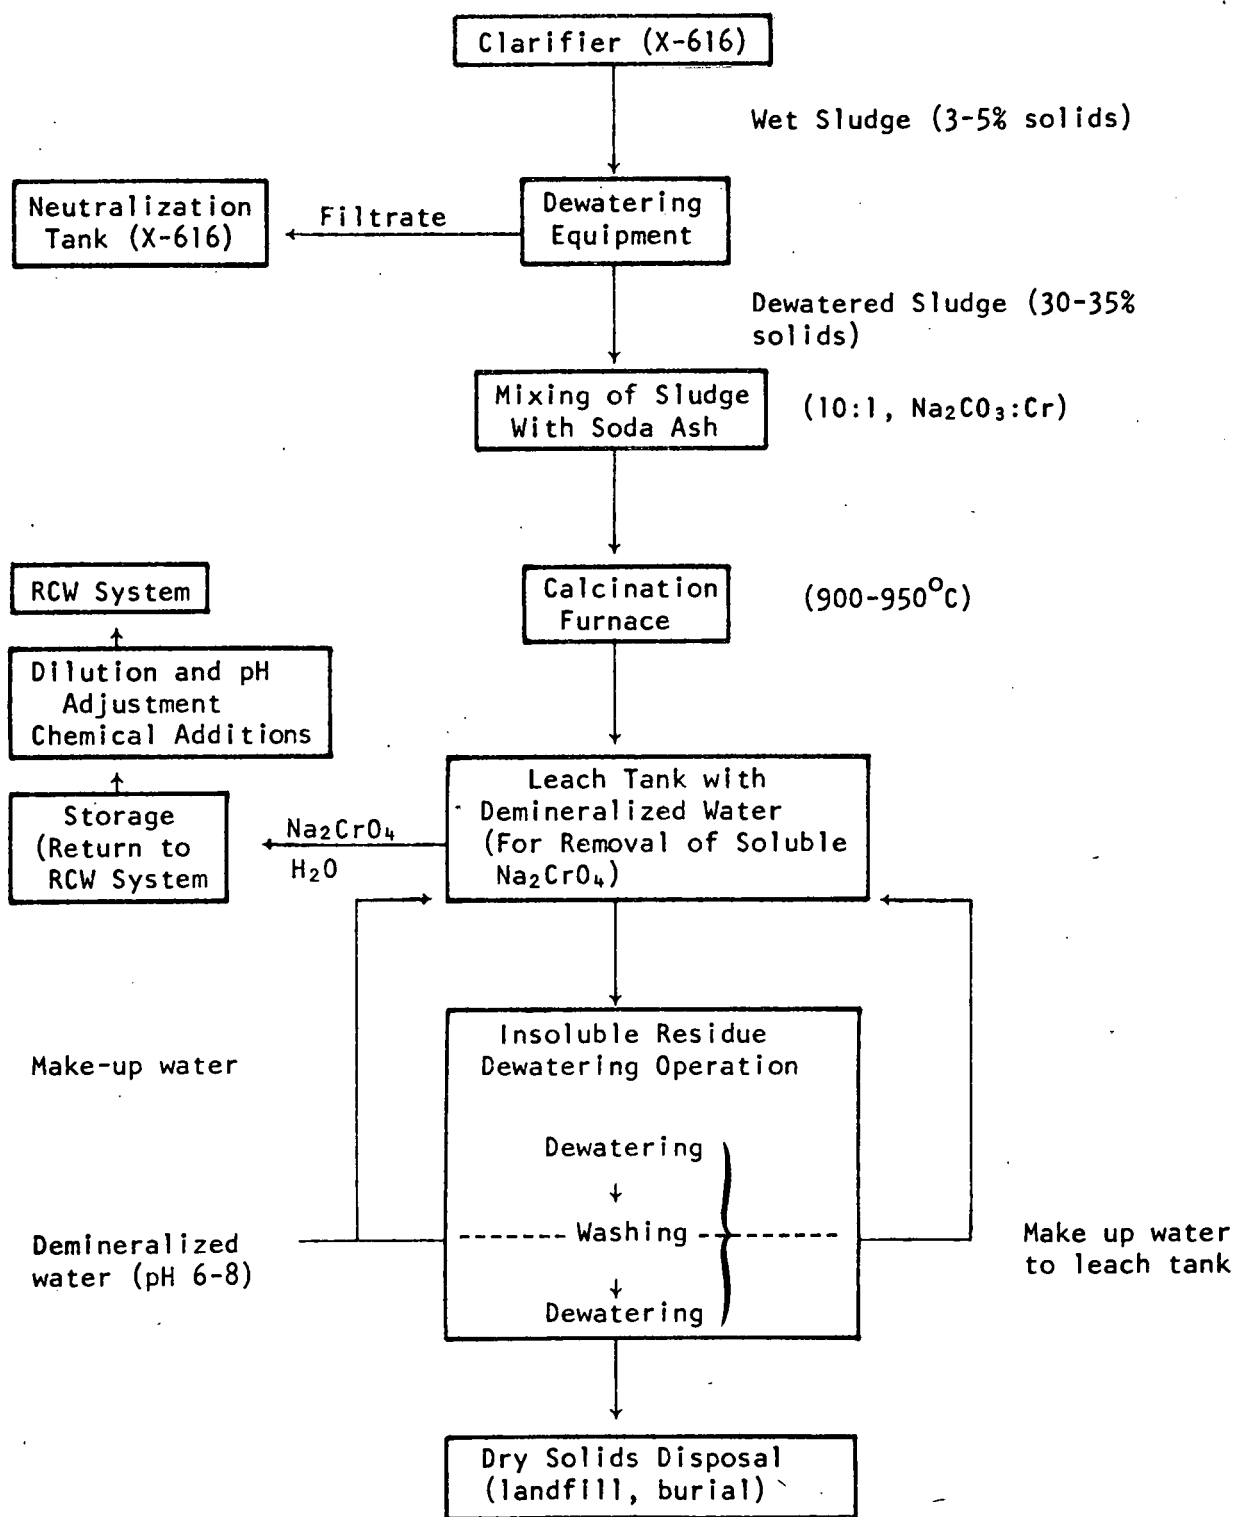 Clarifier (X-616)
Wet Sludge (3-5% solids)
Neutralization
Tank (X-616)
Filtrate
Dewatering
Equipment
Dewatered Sludge (30-35%
solids)
Mixing of Sludge
With Soda Ash
(10:1, Na₂CO₃:Cr)
RCW System
Calcination
Furnace
(900-950°C)
Dilution and pH
Adjustment
Chemical Additions
Storage
(Return to
RCW System
Na₂CrO₄
H₂O
Leach Tank with
Demineralized Water
(For Removal of Soluble
Na₂CrO₄)
Make-up water
Insoluble Residue
Dewatering Operation
Dewatering
Washing
Dewatering
Demineralized
water (pH 6-8)
Make up water
to leach tank
Dry Solids Disposal
(landfill, burial)